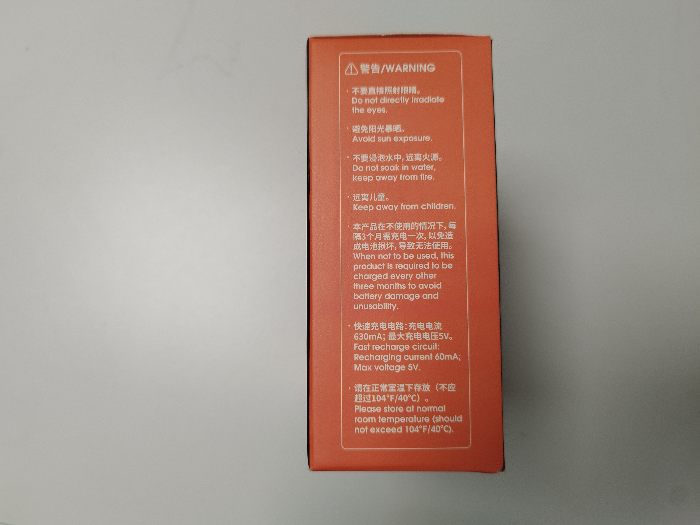 ⚠ 警告/WARNING
· 不要直接照射眼睛。
Do not directly irradiate
the eyes.
· 避免阳光暴晒。
Avoid sun exposure.
· 不要浸泡水中，远离火源。
Do not soak in water,
keep away from fire.
· 远离儿童。
Keep away from children.
· 本产品在不使用的情况下，每
隔3个月需充电一次，以免造
成电池损坏，导致无法使用。
When not to be used, this
product is required to be
charged every other
three months to avoid
battery damage and
unusability.
· 快速充电电路：充电电流
630mA；最大充电电压5V。
Fast recharge circuit:
Recharging current 60mA;
Max voltage 5V.
· 请在正常室温下存放（不应
超过104°F/40°C）。
Please store at normal
room temperature (should
not exceed 104°F/40°C).